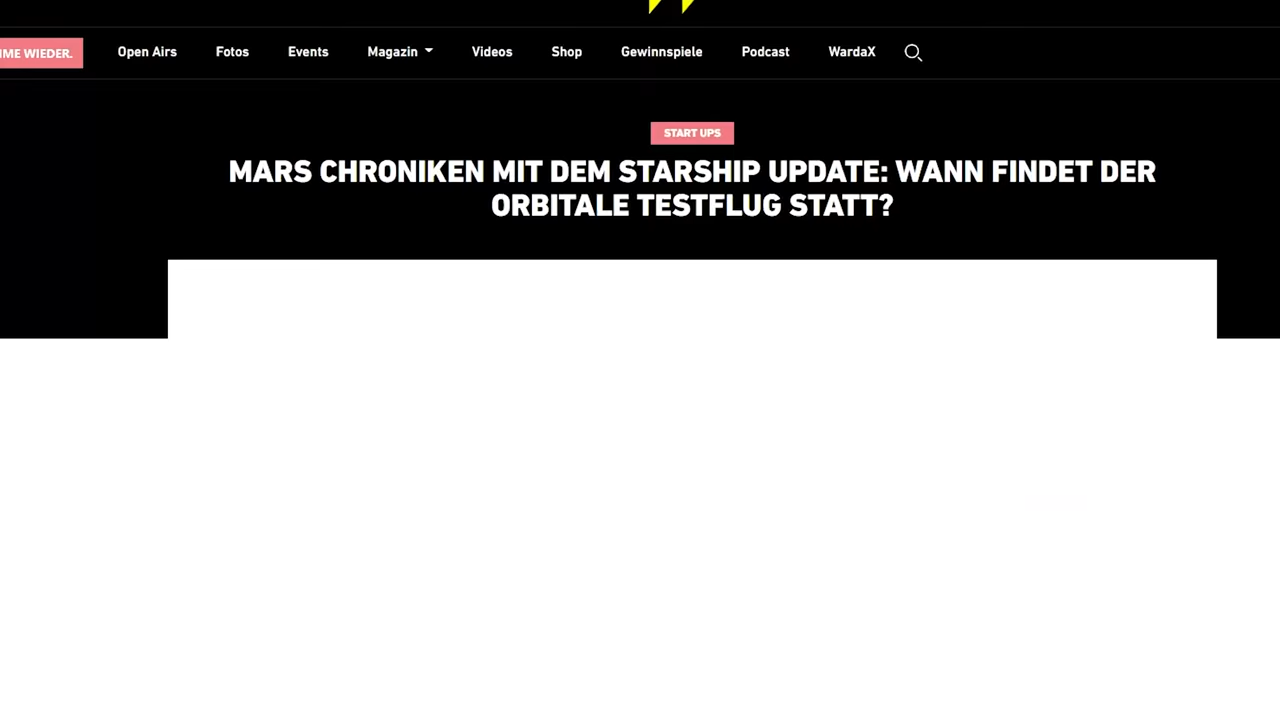 ME WIEDER.
Open Airs Fotos Events Magazin Videos Shop Gewinnspiele Podcast WardaX
START UPS
MARS CHRONIKEN MIT DEM STARSHIP UPDATE: WANN FINDET DER
ORBITALE TESTFLUG STATT?